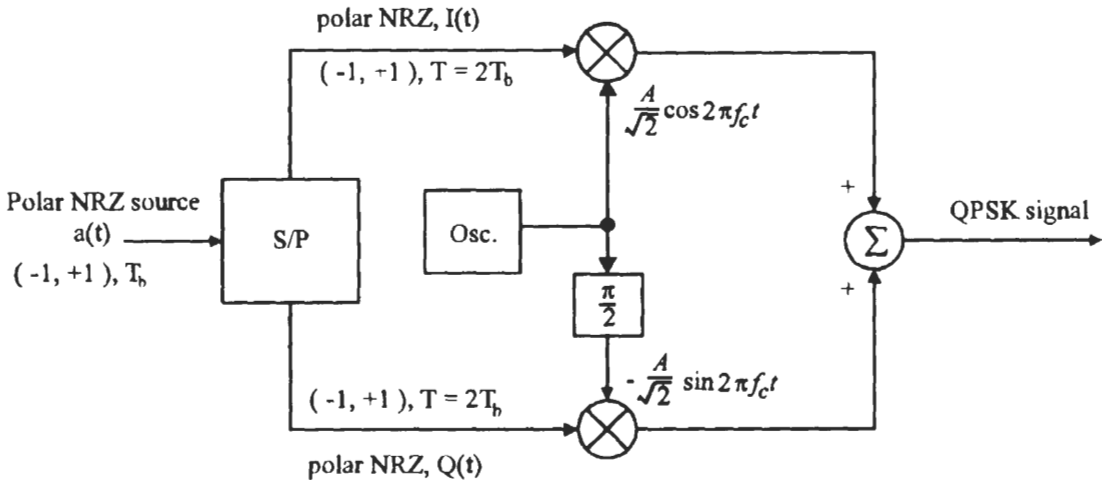 polar NRZ, I(t)
( -1, +1 ), T = 2T_b
A/√2 cos 2πf_c t
Polar NRZ source
a(t)
( -1, +1 ), T_b
S/P
Osc.
π/2
+
Σ
+
QPSK signal
- A/√2 sin 2πf_c t
( -1, +1 ), T = 2T_b
polar NRZ, Q(t)